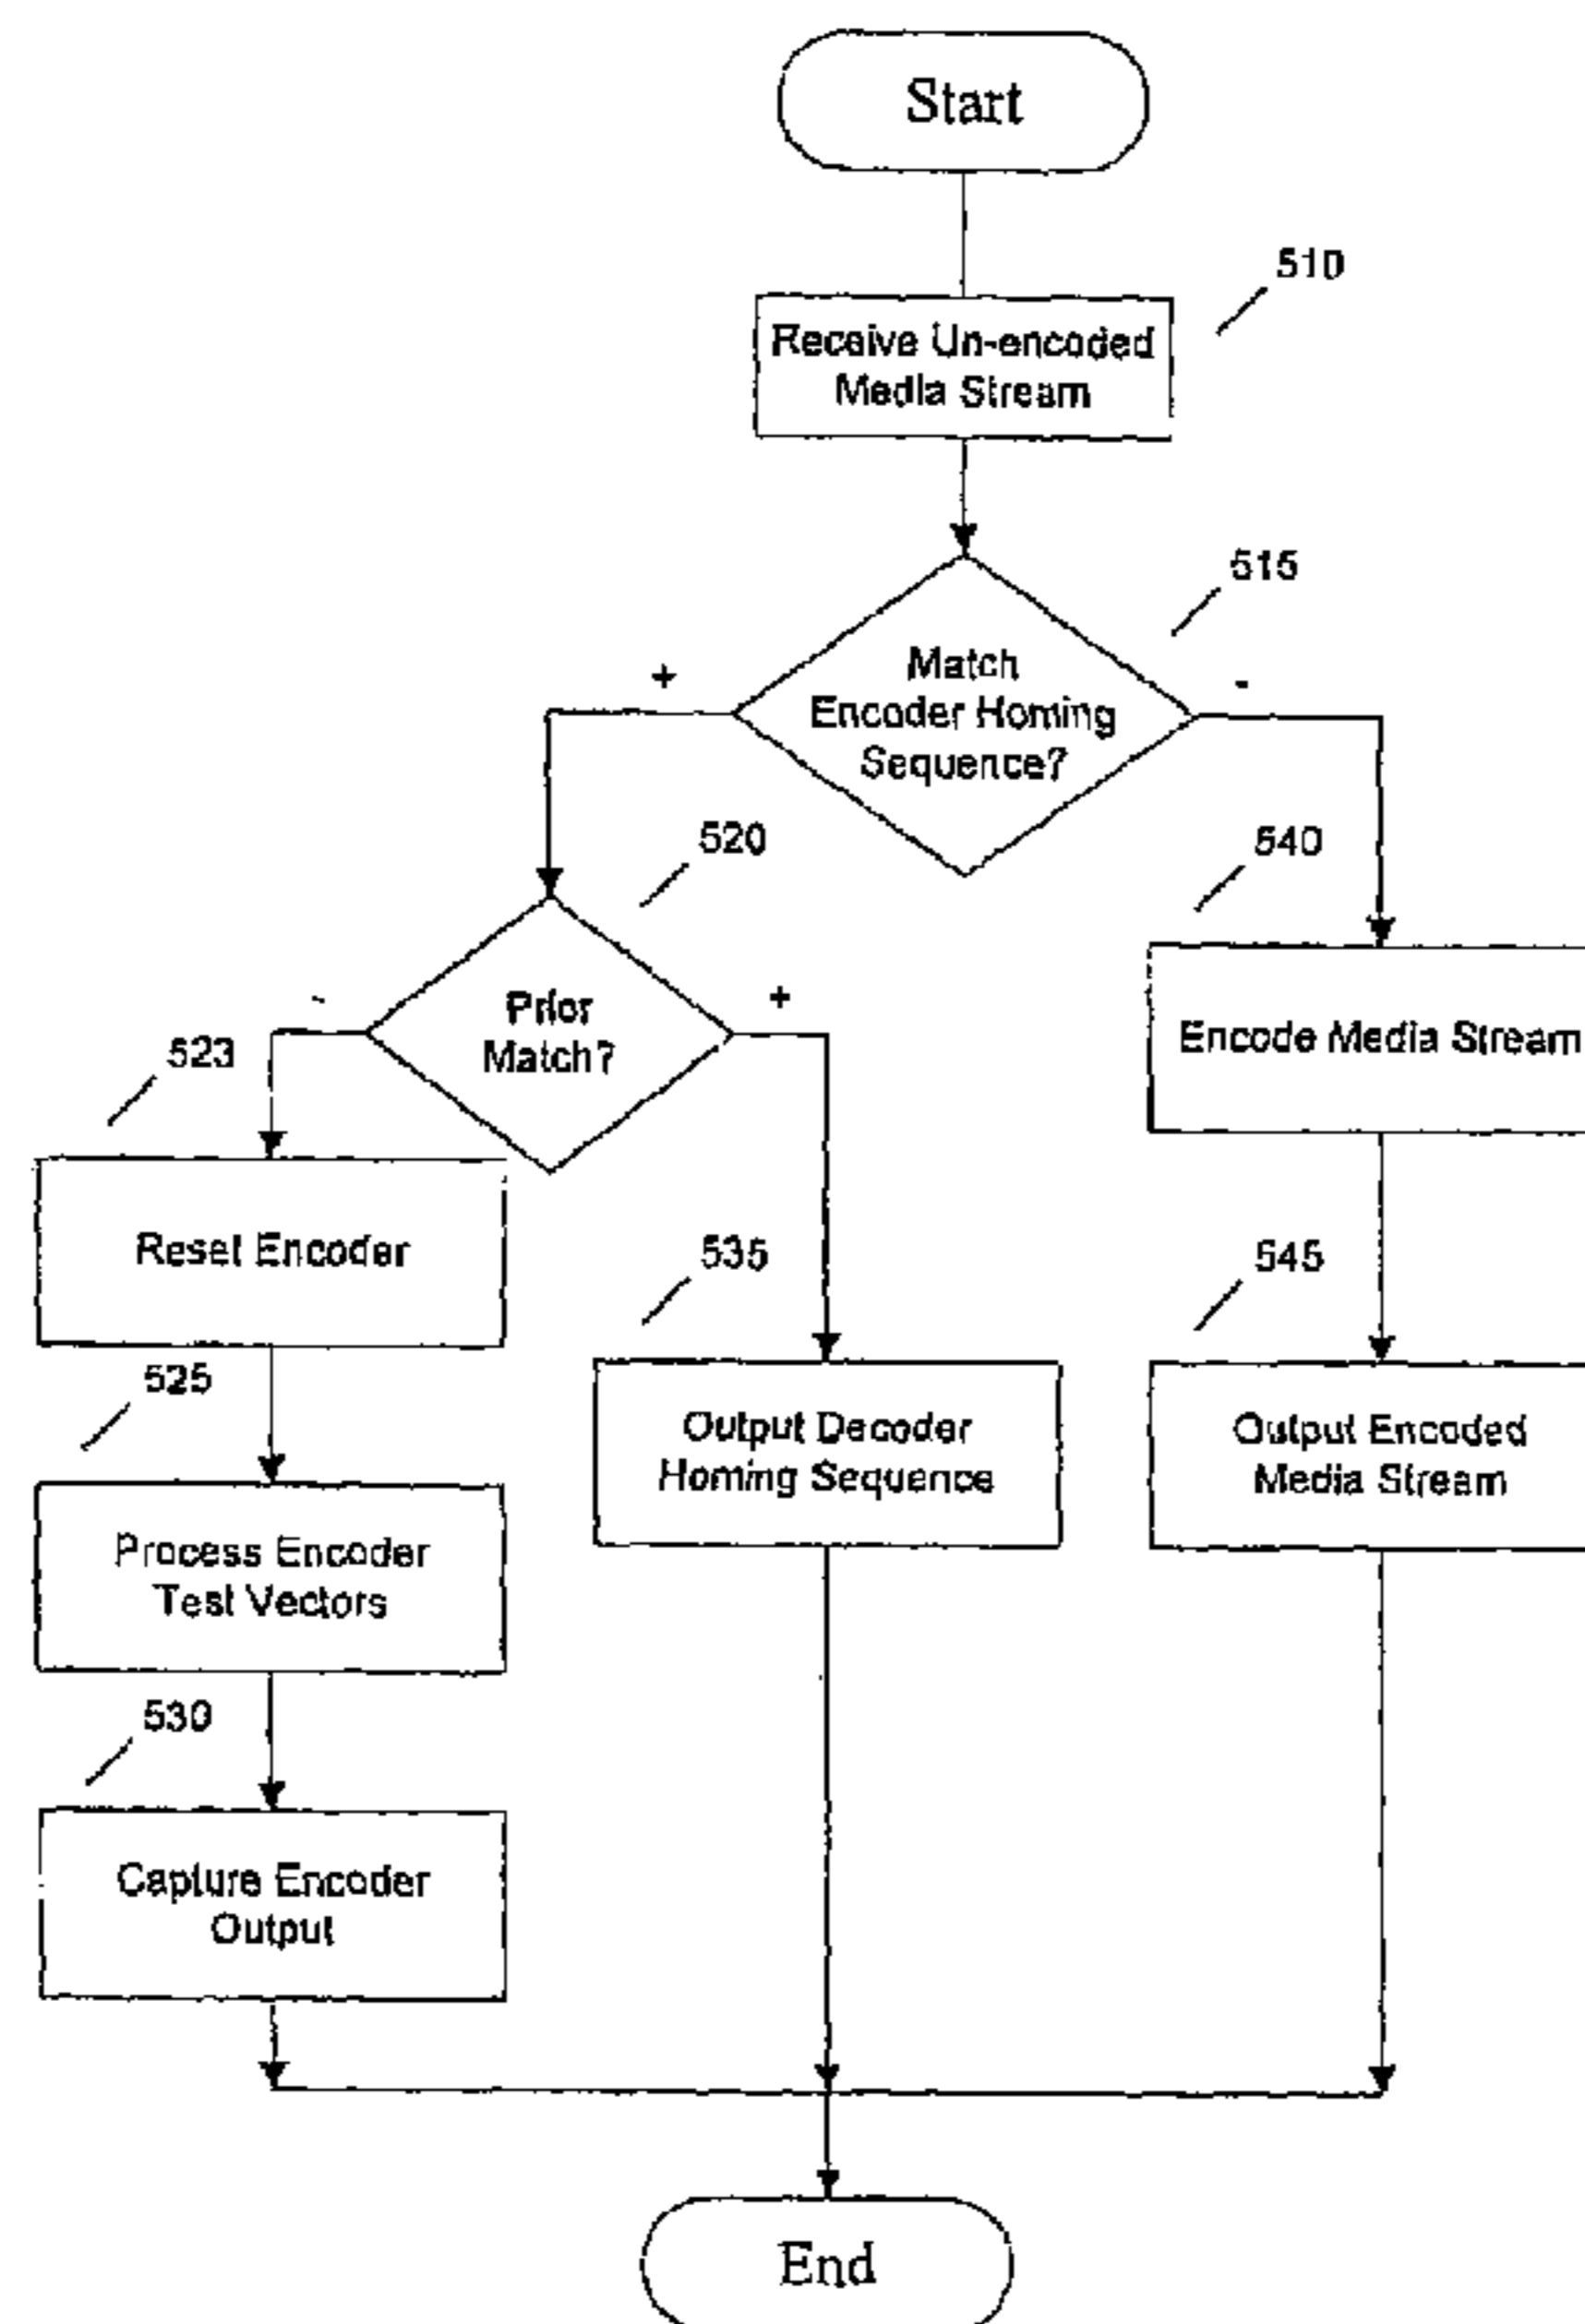 Start
510
Receive Un-encoded
Media Stream
515
Match
Encoder Homing
Sequence?
+
-
520
540
Prior
Match?
-
+
523
Encode Media Stream
Reset Encoder
535
545
525
Output Decoder
Homing Sequence
Output Encoded
Media Stream
Process Encoder
Test Vectors
530
Capture Encoder
Output
End